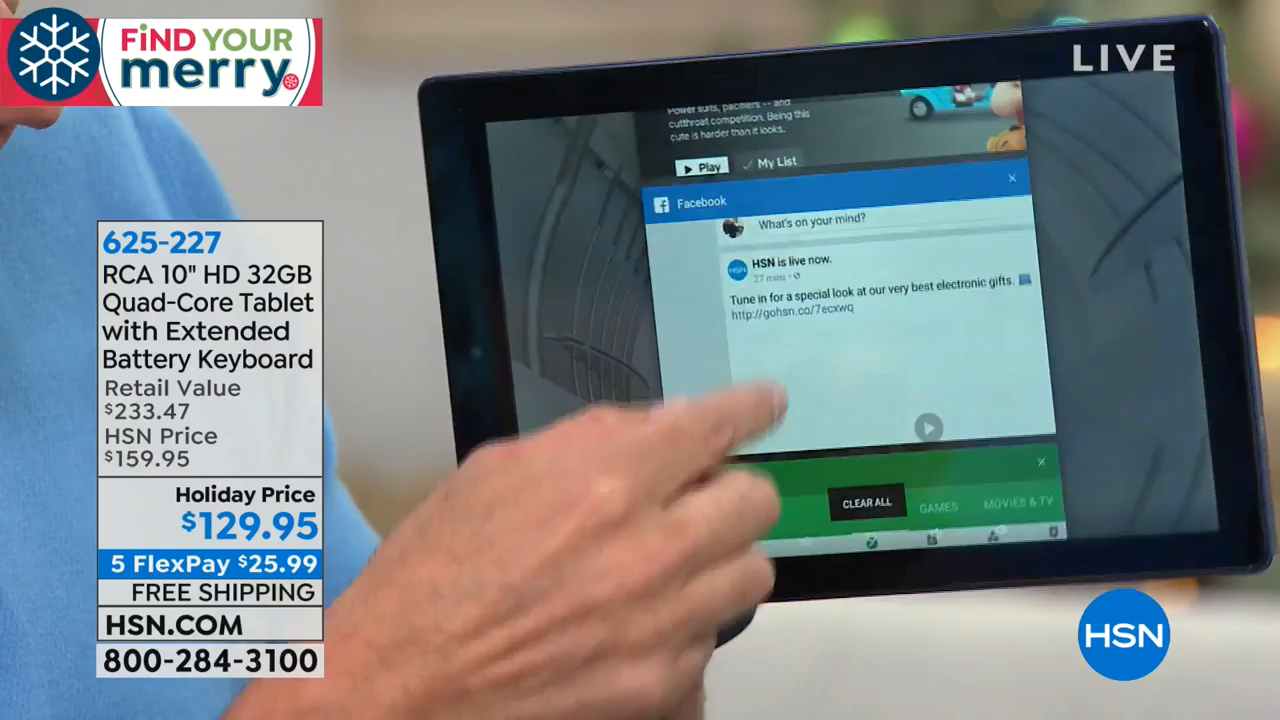 FiND YOUR
merry.
LIVE
625-227
RCA 10" HD 32GB
Quad-Core Tablet
with Extended
Battery Keyboard
Retail Value
$233.47
HSN Price
$159.95
Holiday Price
$129.95
5 FlexPay $25.99
FREE SHIPPING
HSN.COM
800-284-3100
Power suits, pacifiers -- and
cutthroat competition. Being this
cute is harder than it looks.
Play
My List
Facebook
What's on your mind?
HSN
HSN is live now.
27 mins
Tune in for a special look at our very best electronic gifts.
http://gohsn.co/7ecxwq
CLEAR ALL
GAMES
MOVIES & TV
HSN